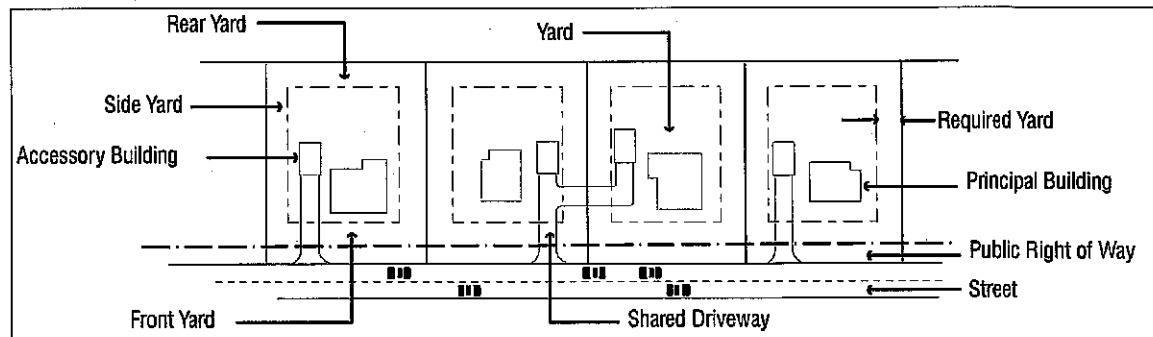 Rear Yard
Yard
Side Yard
Required Yard
Accessory Building
Principal Building
Public Right of Way
Street
Front Yard
Shared Driveway